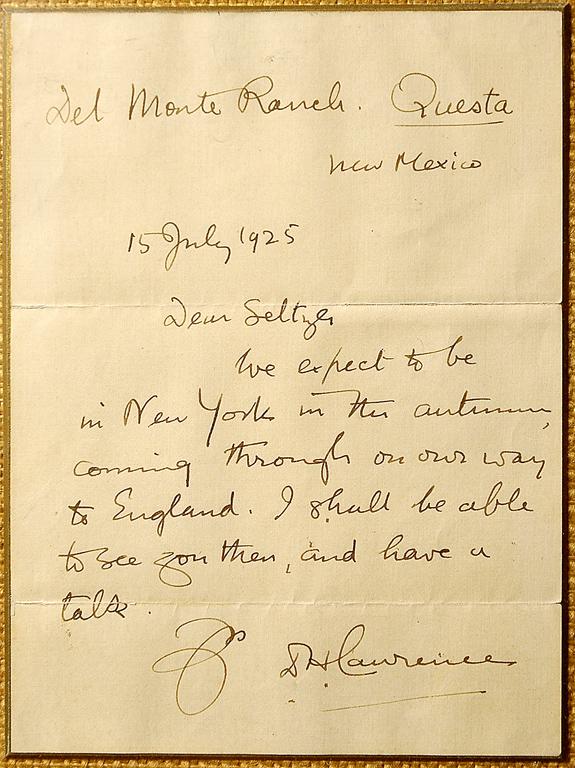 Del Monte Ranch. Questa
New Mexico
15 July 1925
Dear Seltzer
We expect to be
in New York in the autumn,
coming through on our way
to England. I shall be able
to see you then, and have a
talk.
Yrs DH Lawrence